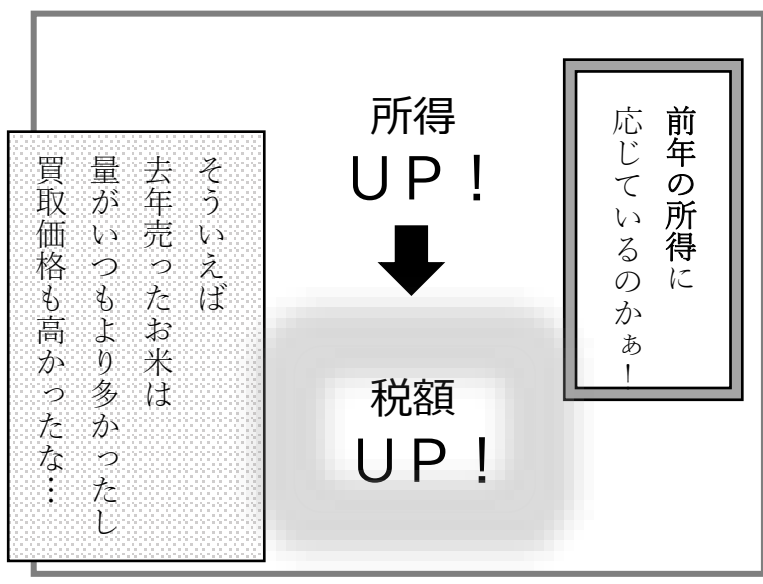 前年の所得に
応じているのかぁ！
所得
ＵＰ！
税額
ＵＰ！
そういえば
去年売ったお米は
量がいつもより多かったし
買取価格も高かったな…